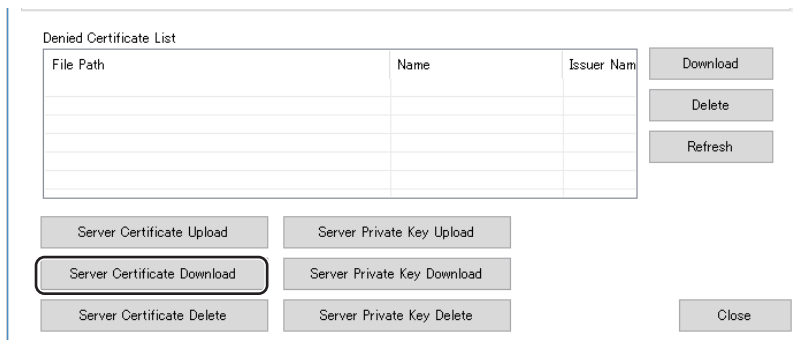 Denied Certificate List
File Path Name Issuer Nam
Download
Delete
Refresh
Server Certificate Upload Server Private Key Upload
Server Certificate Download Server Private Key Download
Server Certificate Delete Server Private Key Delete Close